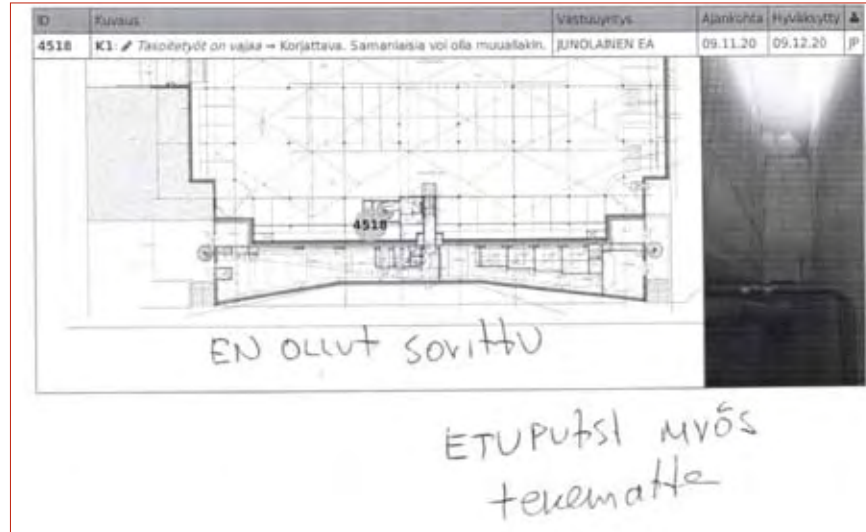 ID Kuvaus Vastuuyritys Ajankohta Hyväksytty
4518 K1: Tasoitetyöt on vajaa → Korjattava. Samanlaisia voi olla muuallakin. JUNOLAINEN EA 09.11.20 09.12.20 JP
4518
EN OLLUT SOVITTU
ETUPUTSI MYÖS
tekematta